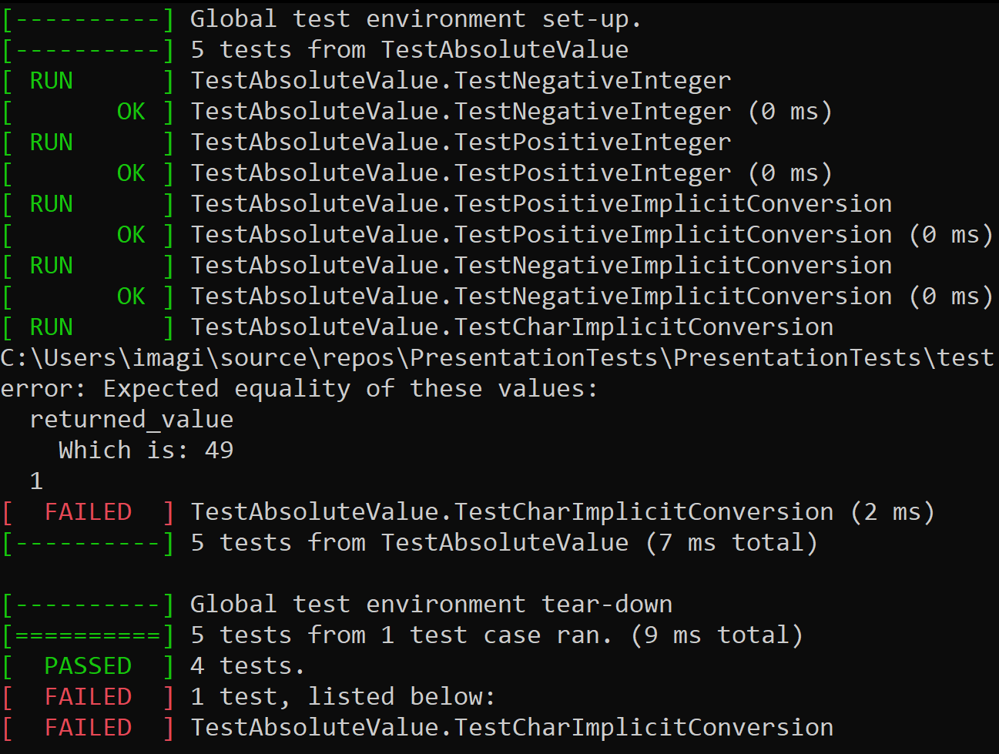 [----------] Global test environment set-up.
[----------] 5 tests from TestAbsoluteValue
[ RUN      ] TestAbsoluteValue.TestNegativeInteger
[       OK ] TestAbsoluteValue.TestNegativeInteger (0 ms)
[ RUN      ] TestAbsoluteValue.TestPositiveInteger
[       OK ] TestAbsoluteValue.TestPositiveInteger (0 ms)
[ RUN      ] TestAbsoluteValue.TestPositiveImplicitConversion
[       OK ] TestAbsoluteValue.TestPositiveImplicitConversion (0 ms)
[ RUN      ] TestAbsoluteValue.TestNegativeImplicitConversion
[       OK ] TestAbsoluteValue.TestNegativeImplicitConversion (0 ms)
[ RUN      ] TestAbsoluteValue.TestCharImplicitConversion
C:\Users\imagi\source\repos\PresentationTests\PresentationTests\test
error: Expected equality of these values:
  returned_value
    Which is: 49
  1
[  FAILED  ] TestAbsoluteValue.TestCharImplicitConversion (2 ms)
[----------] 5 tests from TestAbsoluteValue (7 ms total)

[----------] Global test environment tear-down
[==========] 5 tests from 1 test case ran. (9 ms total)
[  PASSED  ] 4 tests.
[  FAILED  ] 1 test, listed below:
[  FAILED  ] TestAbsoluteValue.TestCharImplicitConversion